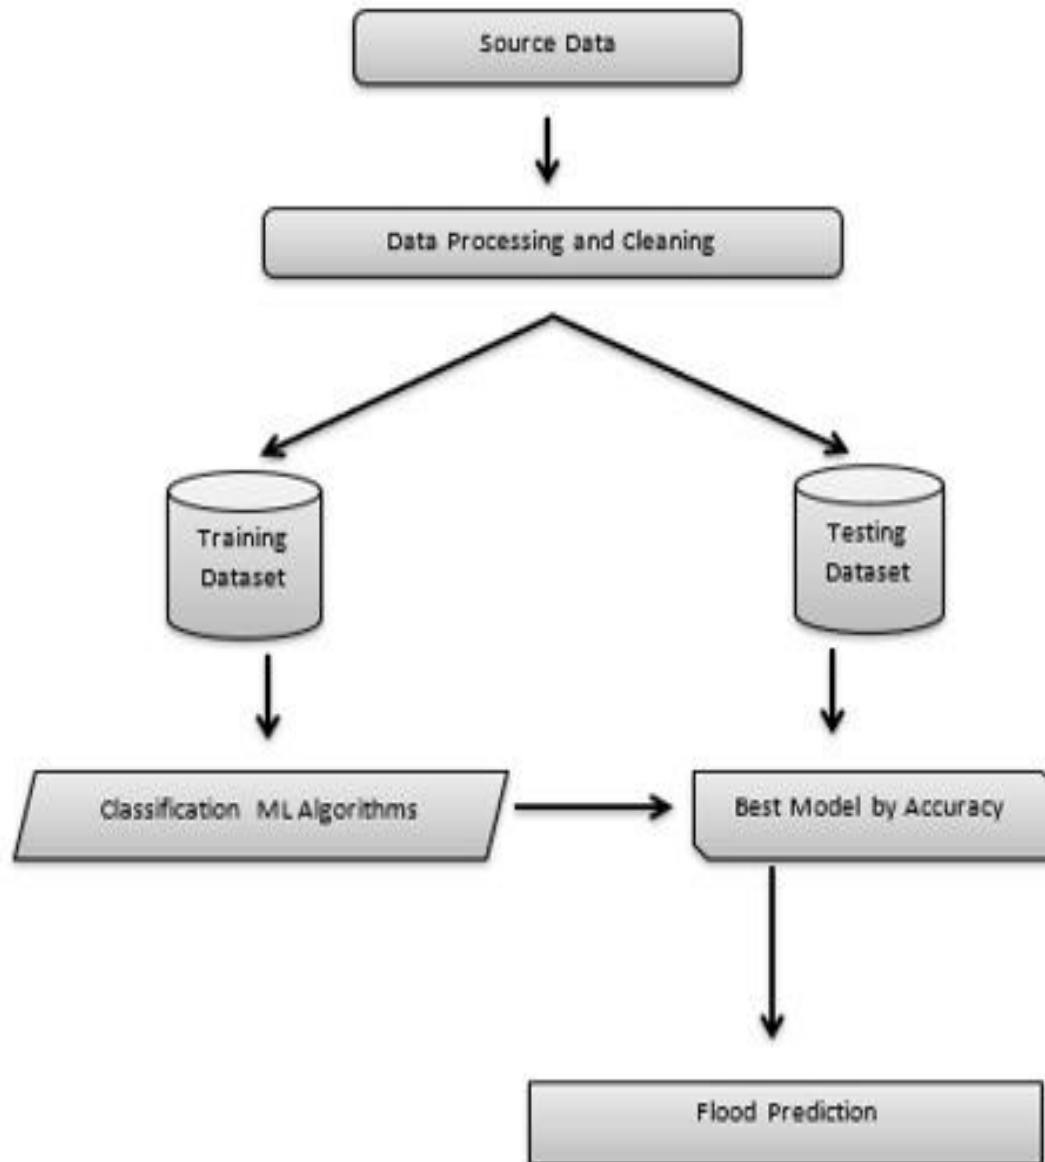 Source Data
Data Processing and Cleaning
Training
Dataset
Testing
Dataset
Classification ML Algorithms
Best Model by Accuracy
Flood Prediction